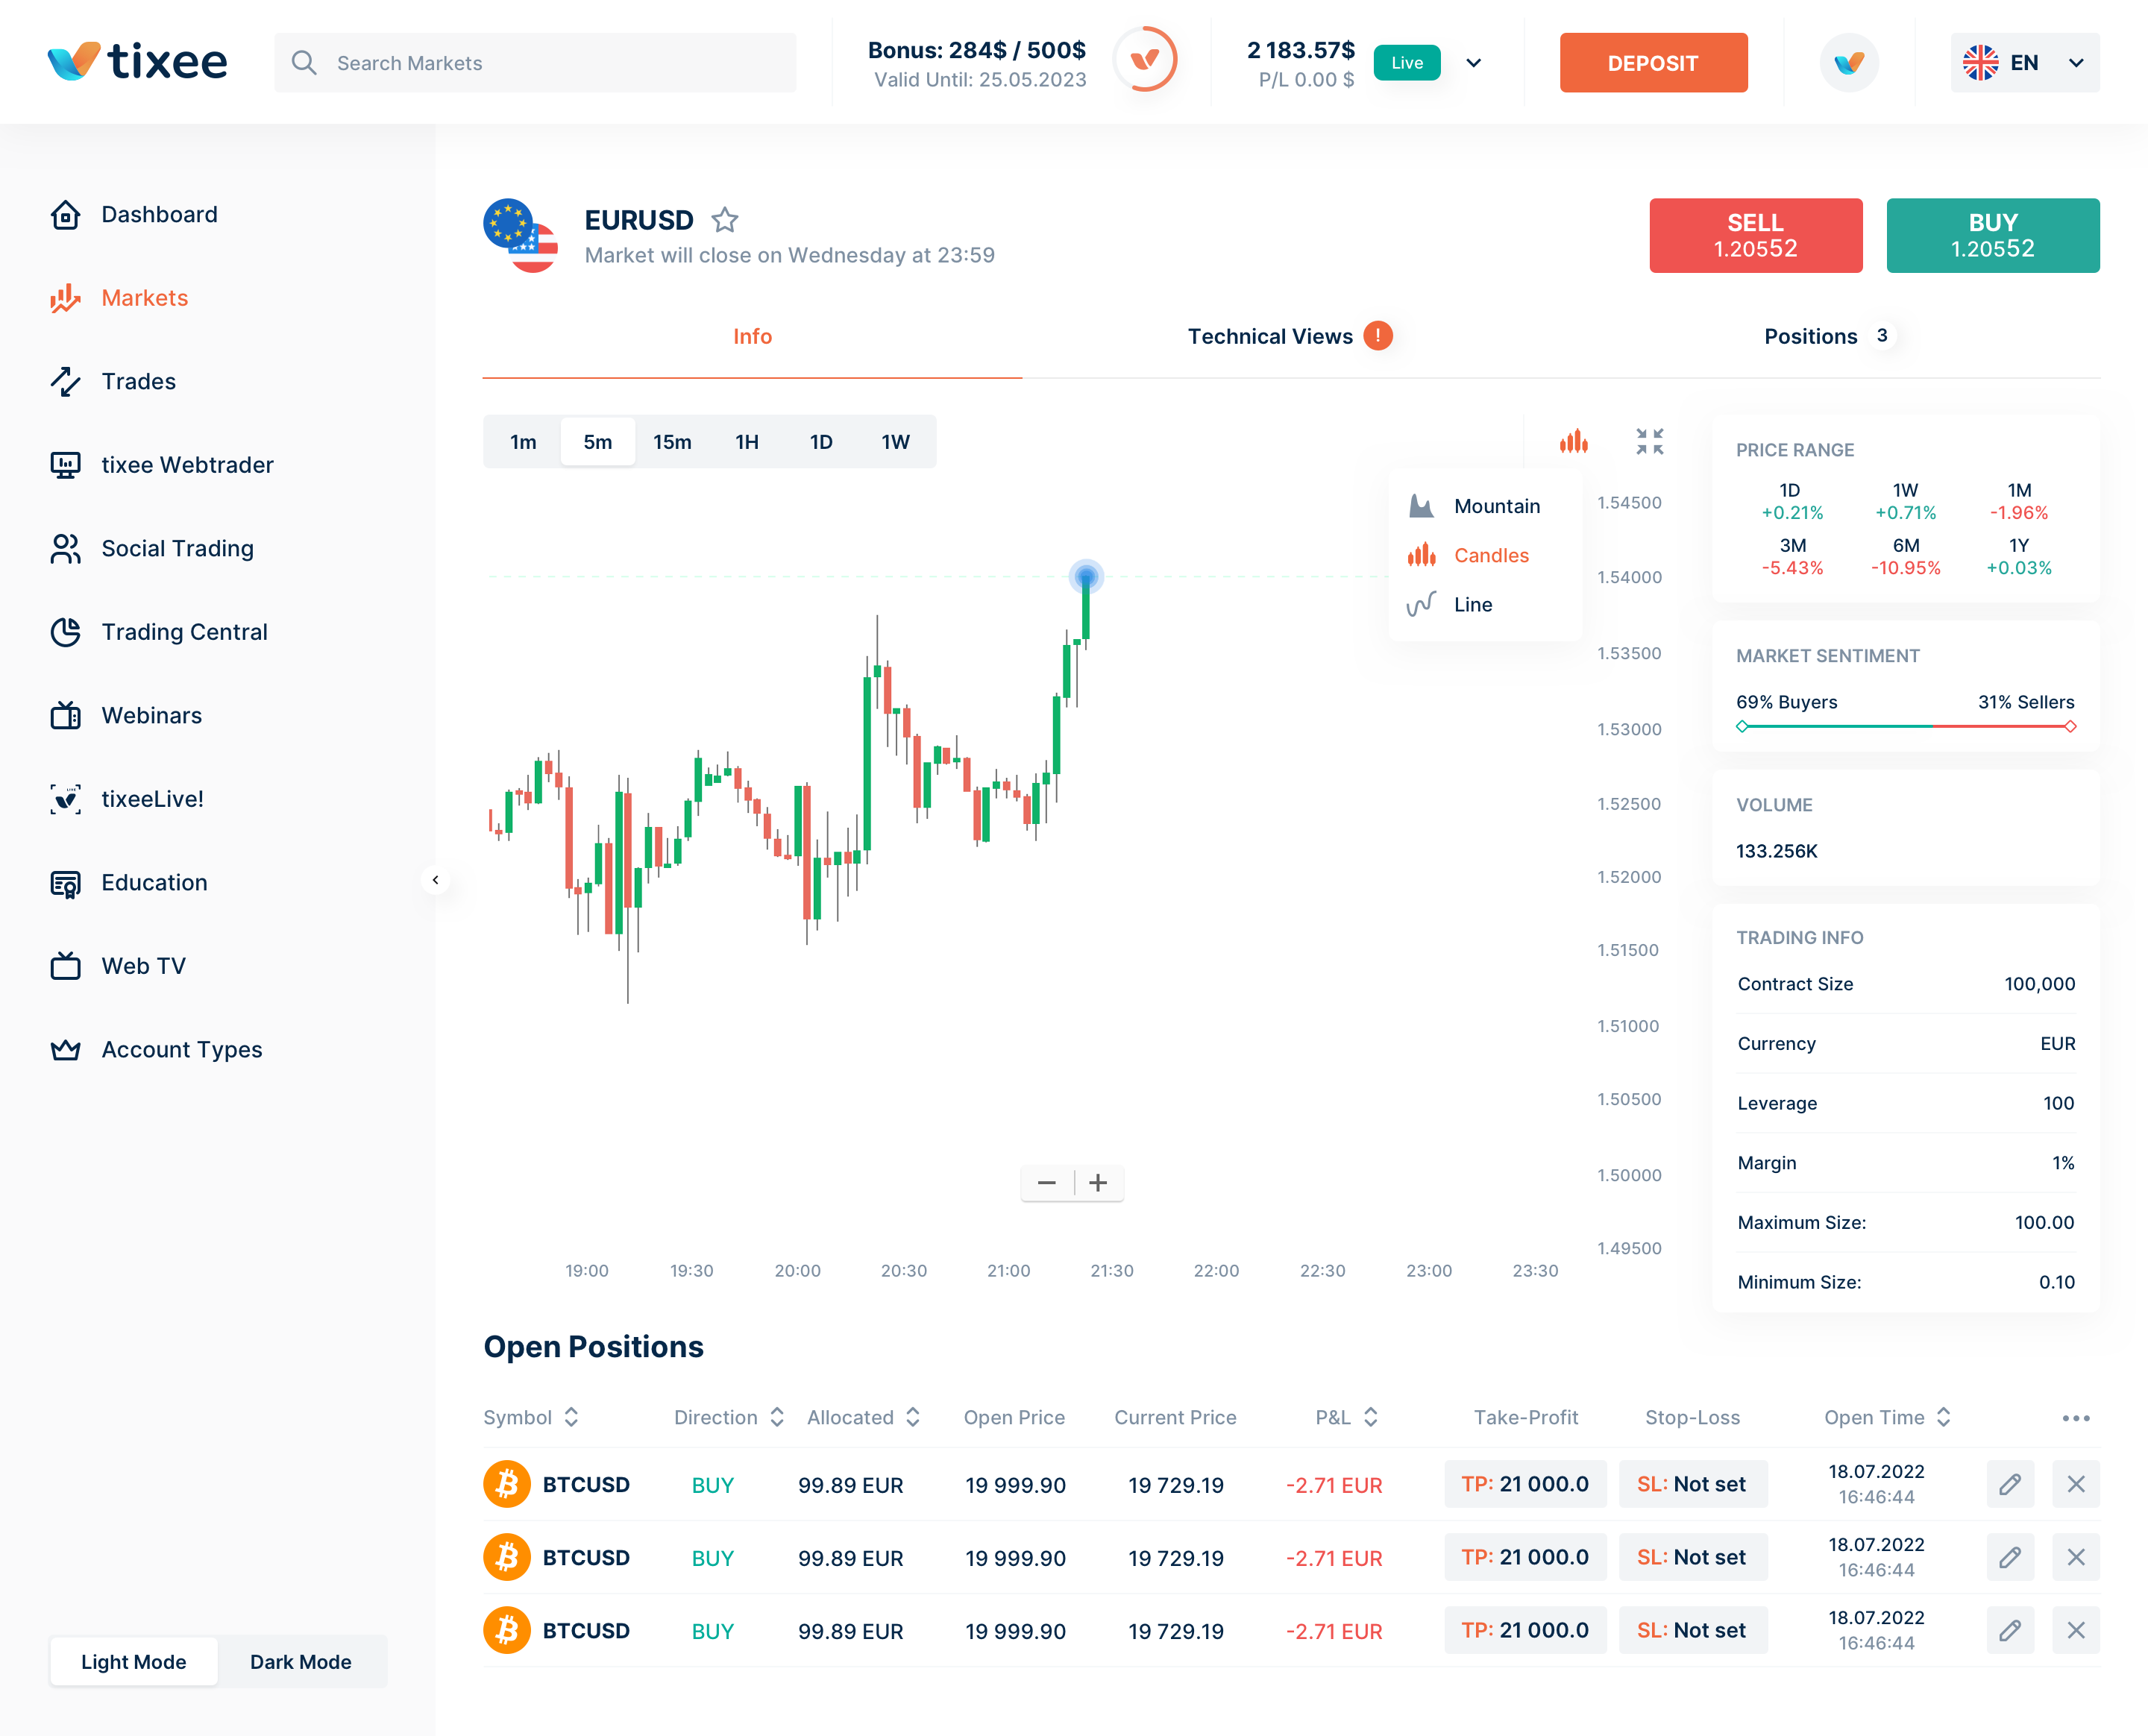 tixee
Search Markets
Bonus: 284$ / 500$
Valid Until: 25.05.2023
2 183.57$
P/L 0.00 $
Live
DEPOSIT
EN
Dashboard
Markets
Trades
tixee Webtrader
Social Trading
Trading Central
Webinars
tixeeLive!
Education
Web TV
Account Types
Light Mode
Dark Mode
EURUSD
Market will close on Wednesday at 23:59
SELL
1.20552
BUY
1.20552
Info
Technical Views !
Positions 3
1m 5m 15m 1H 1D 1W
Mountain
Candles
Line
1.54500
1.54000
1.53500
1.53000
1.52500
1.52000
1.51500
1.51000
1.50500
1.50000
1.49500
19:00 19:30 20:00 20:30 21:00 21:30 22:00 22:30 23:00 23:30
PRICE RANGE
1D 1W 1M
+0.21% +0.71% -1.96%
3M 6M 1Y
-5.43% -10.95% +0.03%
MARKET SENTIMENT
69% Buyers 31% Sellers
VOLUME
133.256K
TRADING INFO
Contract Size 100,000
Currency EUR
Leverage 100
Margin 1%
Maximum Size: 100.00
Minimum Size: 0.10
Open Positions
Symbol Direction Allocated Open Price Current Price P&L Take-Profit Stop-Loss Open Time
BTCUSD BUY 99.89 EUR 19 999.90 19 729.19 -2.71 EUR TP: 21 000.0 SL: Not set 18.07.2022
16:46:44
BTCUSD BUY 99.89 EUR 19 999.90 19 729.19 -2.71 EUR TP: 21 000.0 SL: Not set 18.07.2022
16:46:44
BTCUSD BUY 99.89 EUR 19 999.90 19 729.19 -2.71 EUR TP: 21 000.0 SL: Not set 18.07.2022
16:46:44